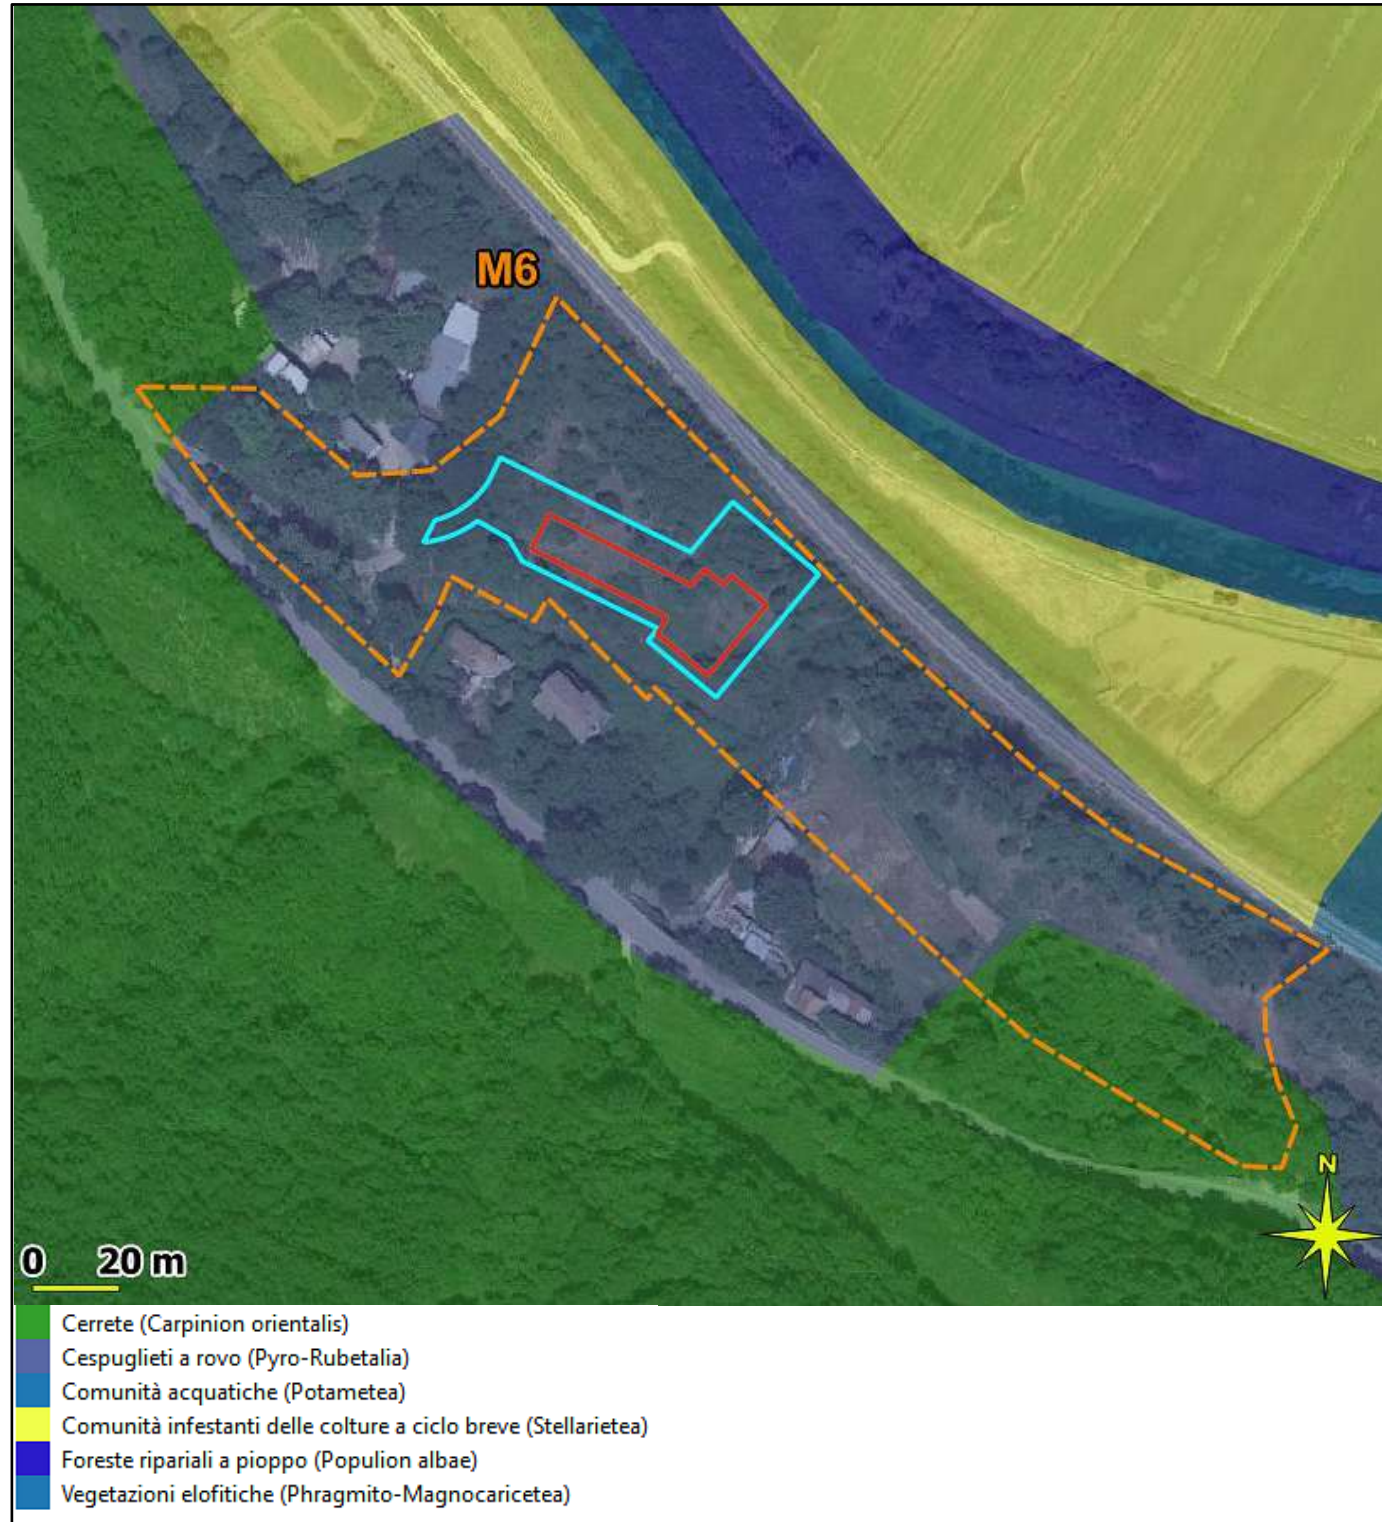 M6
N
0 20 m
Cerrete (Carpinion orientalis)
Cespuglieti a rovo (Pyro-Rubetalia)
Comunità acquatiche (Potametea)
Comunità infestanti delle colture a ciclo breve (Stellarietea)
Foreste ripariali a pioppo (Populion albae)
Vegetazioni elofitiche (Phragmito-Magnocaricetea)